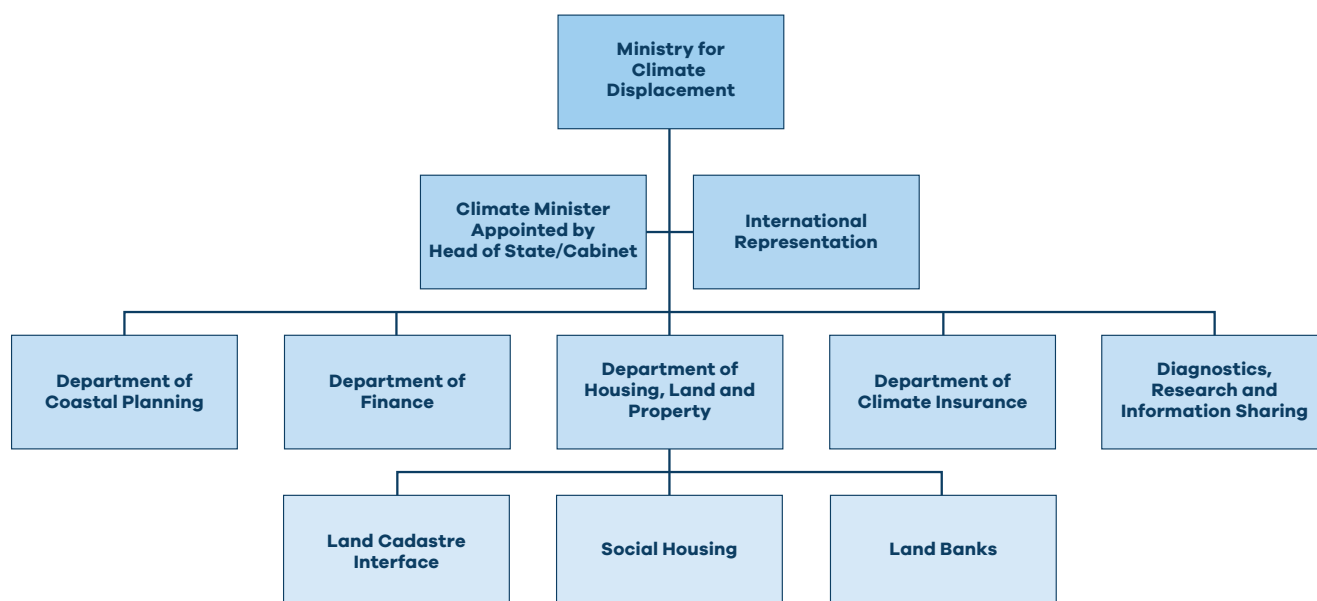 Ministry for
Climate
Displacement
Climate Minister
Appointed by
Head of State/Cabinet
International
Representation
Department of
Coastal Planning
Department of
Finance
Department of
Housing, Land and
Property
Department of
Climate Insurance
Diagnostics,
Research and
Information Sharing
Land Cadastre
Interface
Social Housing
Land Banks